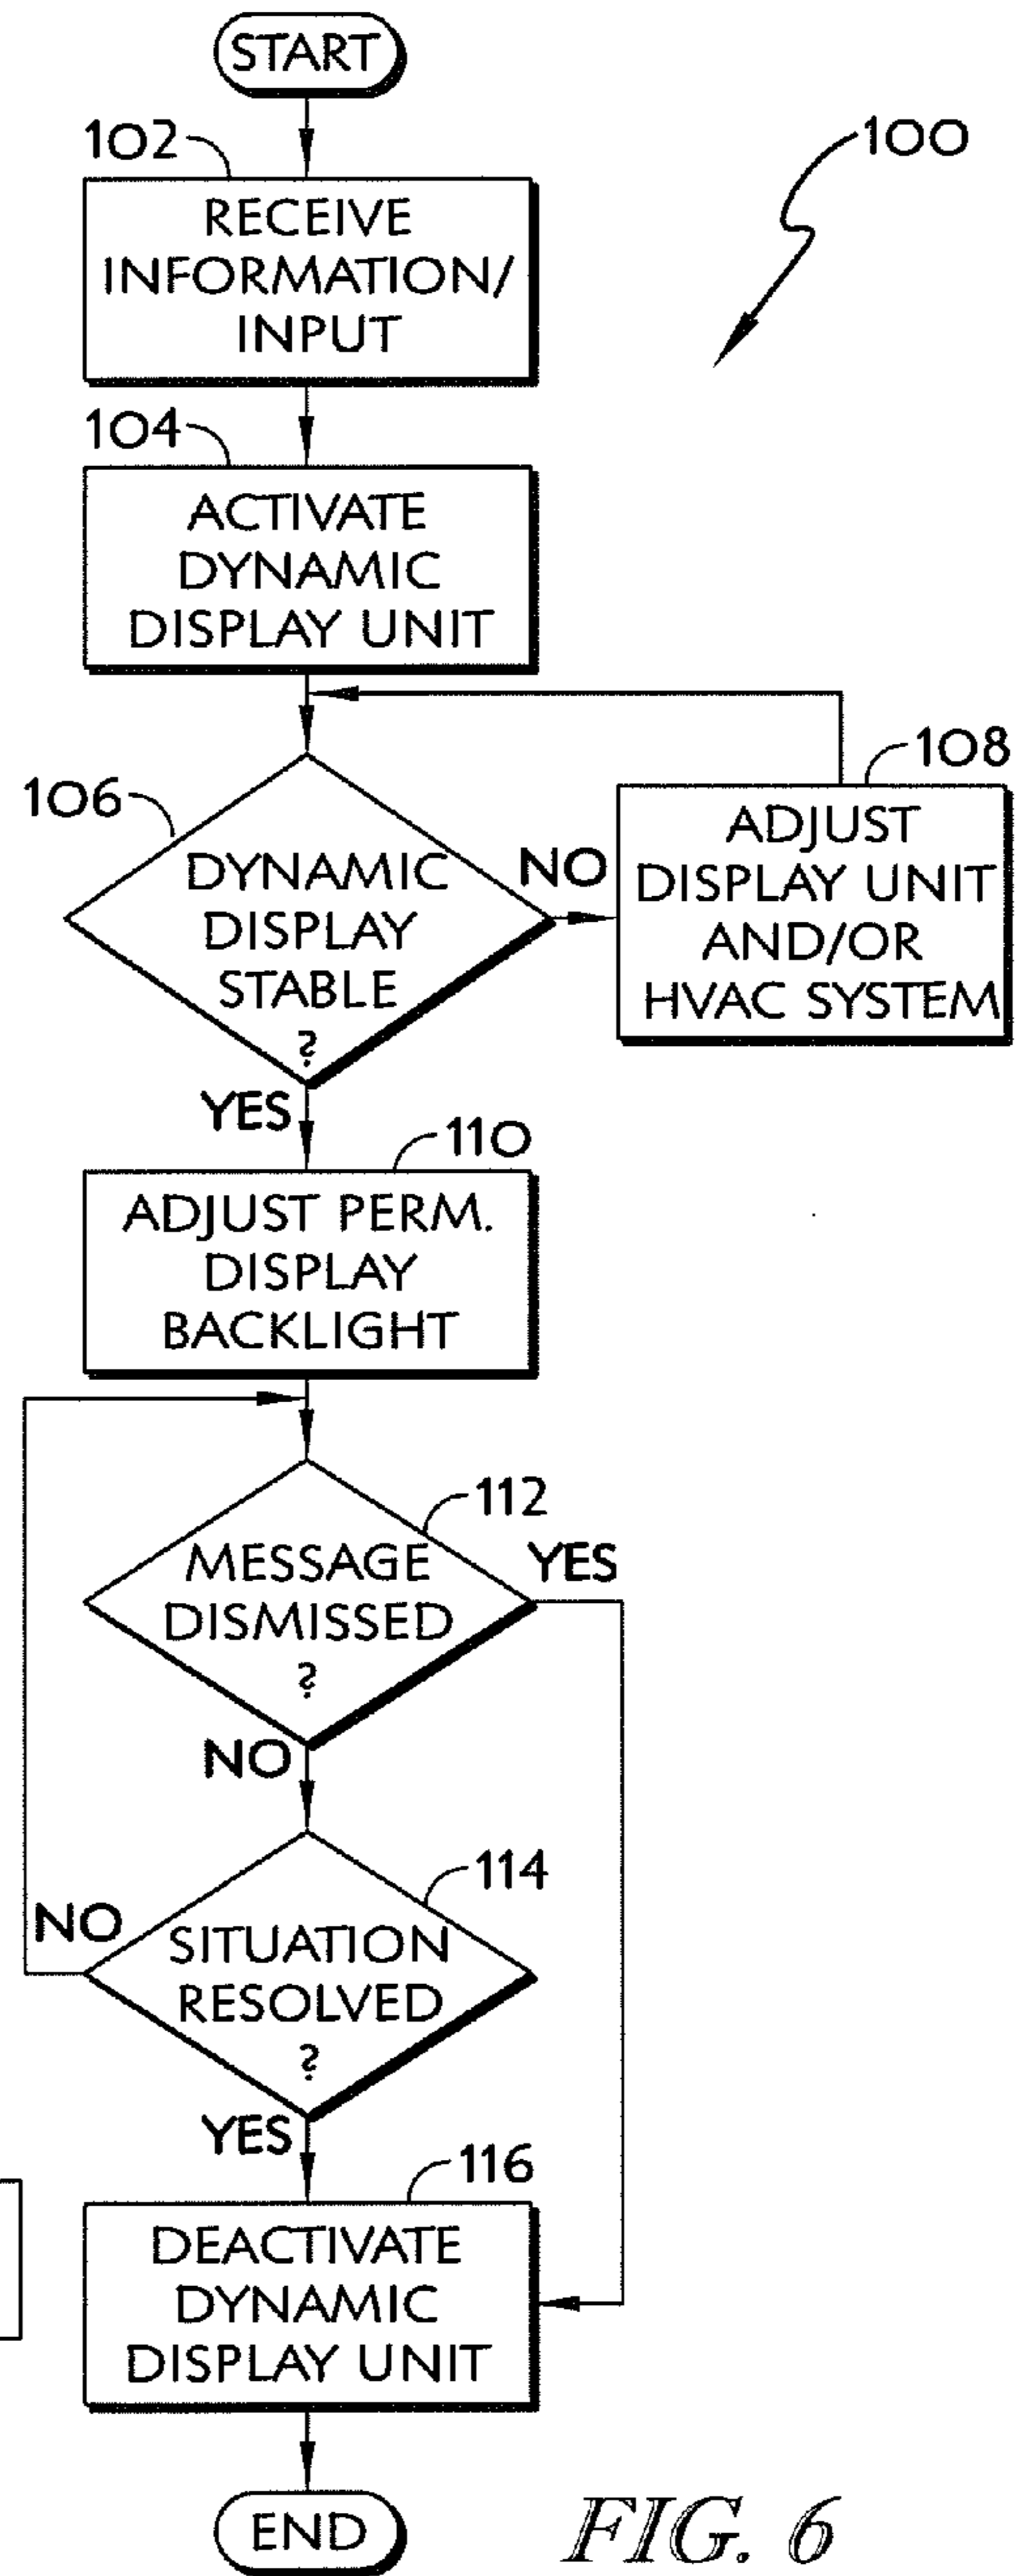 START
102
100
RECEIVE
INFORMATION/
INPUT
104
ACTIVATE
DYNAMIC
DISPLAY UNIT
106
DYNAMIC
DISPLAY
STABLE
?
NO
108
ADJUST
DISPLAY UNIT
AND/OR
HVAC SYSTEM
YES
110
ADJUST PERM.
DISPLAY
BACKLIGHT
112
MESSAGE
DISMISSED
?
YES
NO
114
SITUATION
RESOLVED
?
NO
YES
116
DEACTIVATE
DYNAMIC
DISPLAY UNIT
END
FIG. 6